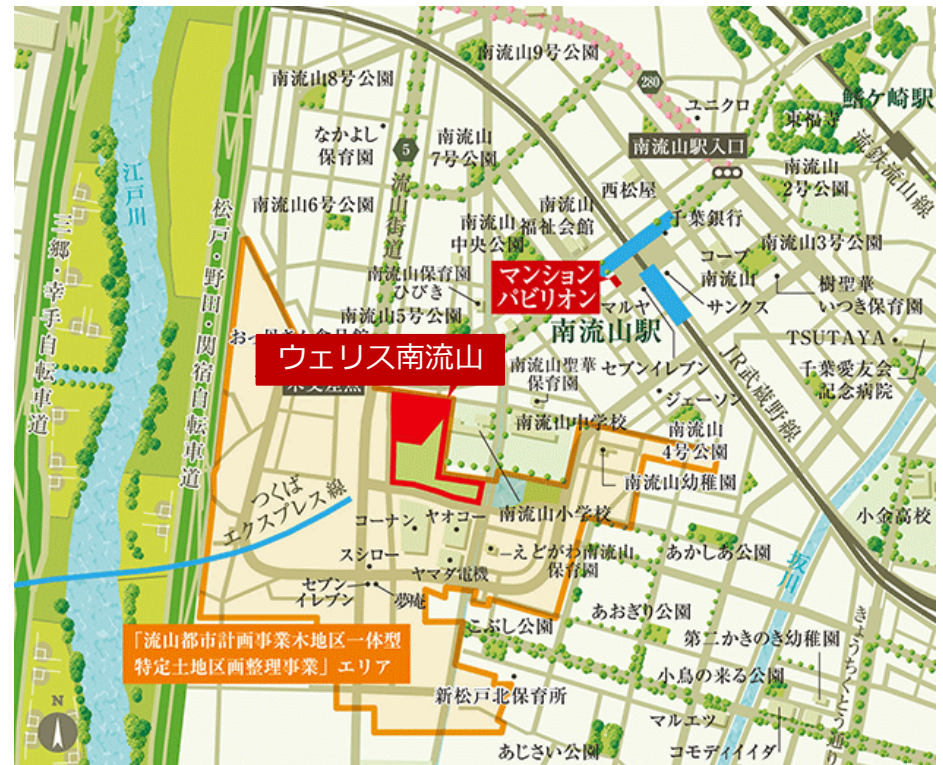 南流山9号公園
南流山8号公園
280
ユニクロ
鰭ケ崎駅
東福寺
なかよし
保育園
5
南流山
7号公園
南流山駅入口
流鉄流山線
江戸川
流山街道
西松屋
南流山
2号公園
三郷・幸手自転車道
松戸・野田・関宿自転車道
南流山6号公園
南流山
中央公園
南流山
福祉会館
千葉銀行
コープ
南流山
南流山3号公園
南流山保育園
ひびき
マンション
パビリオン
マルヤ
サンクス
樹聖華
いつき保育園
南流山5号公園
南流山駅
TSUTAYA
ウェリス南流山
南流山聖華
保育園
セブンイレブン
JR武蔵野線
千葉愛友会
記念病院
ジェーソン
南流山中学校
南流山
4号公園
南流山幼稚園
つくば
エクスプレス線
コーナン
ヤオコー
南流山小学校
小金高校
スシロー
えどがわ南流山
保育園
あかしあ公園
坂川
ヤマダ電機
セブン
イレブン
夢庵
こぶし公園
あおぎり公園
きょうちくとう通り
「流山都市計画事業木地区一体型
特定土地区画整理事業」エリア
第二かきのき幼稚園
小鳥の来る公園
新松戸北保育所
N
マルエツ
あじさい公園
コモディイイダ